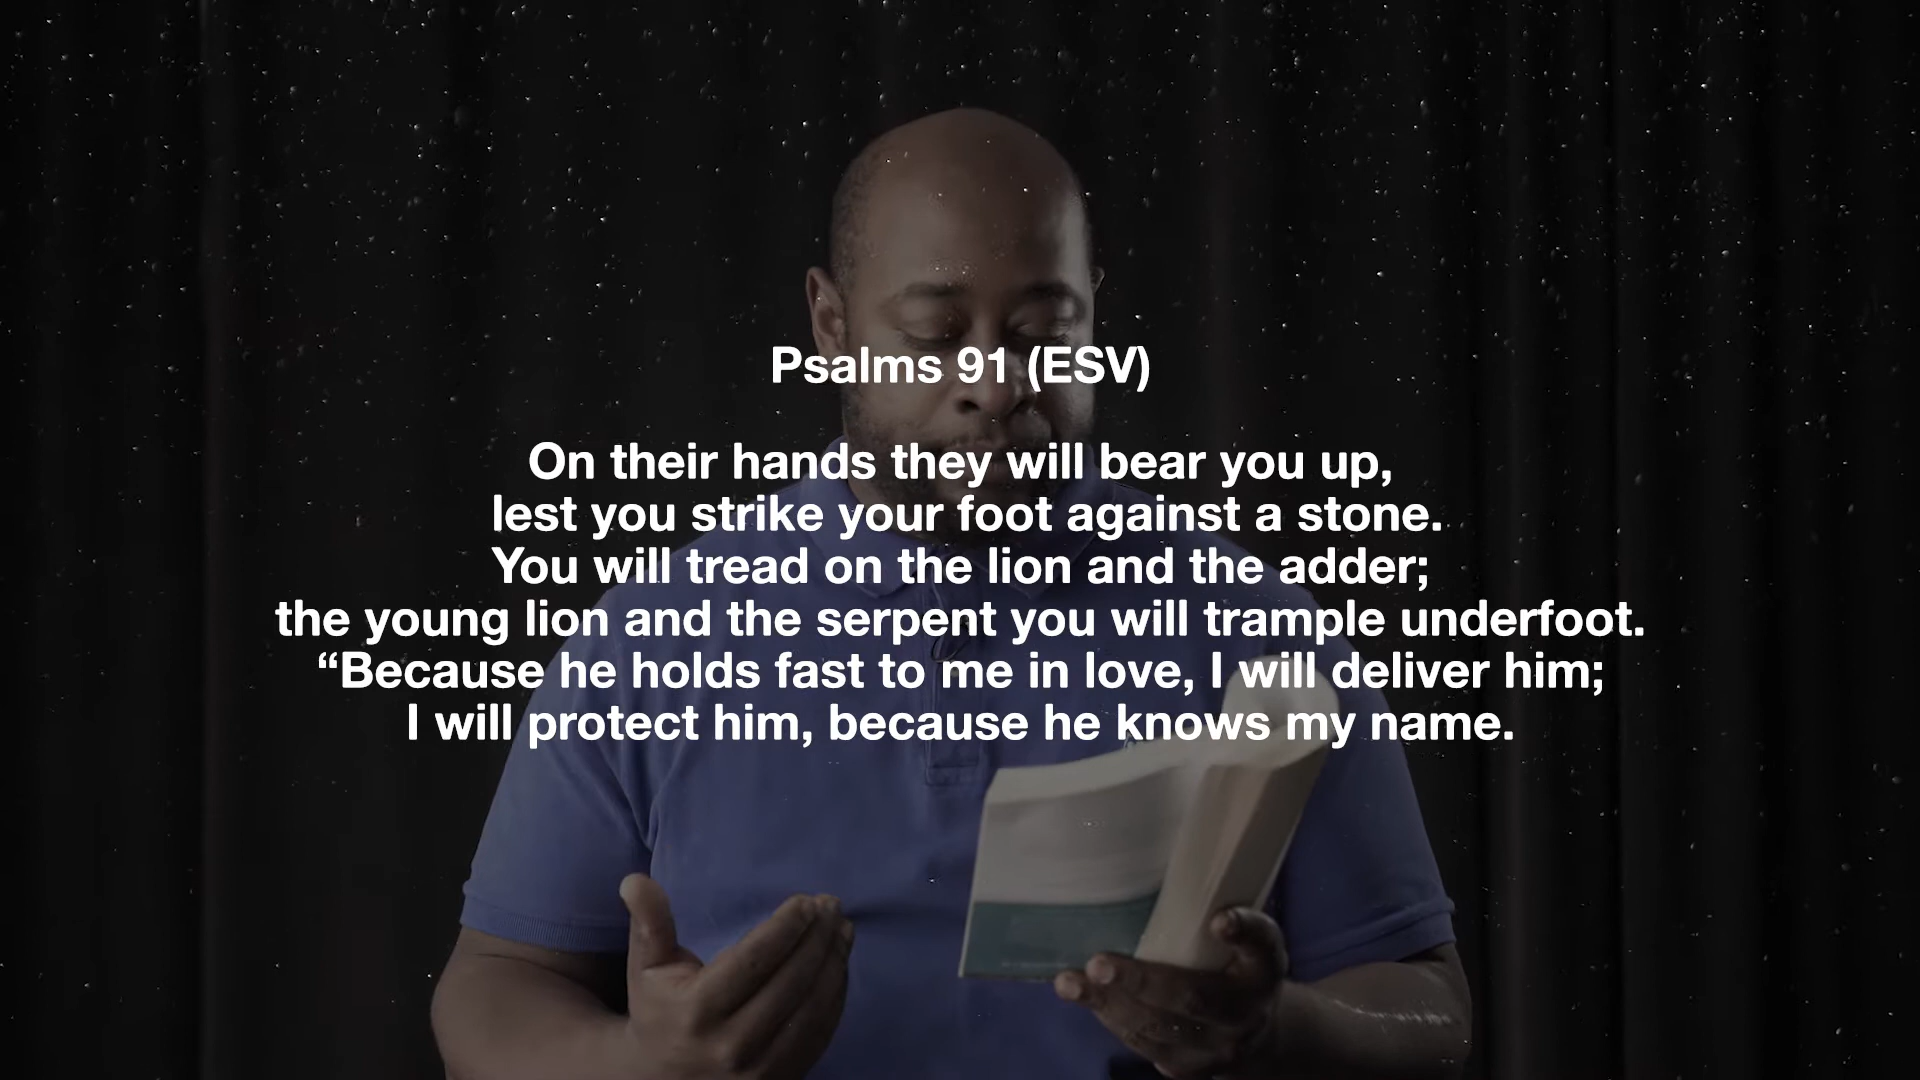 Psalms 91 (ESV)
On their hands they will bear you up,
lest you strike your foot against a stone.
You will tread on the lion and the adder;
the young lion and the serpent you will trample underfoot.
“Because he holds fast to me in love, I will deliver him;
I will protect him, because he knows my name.